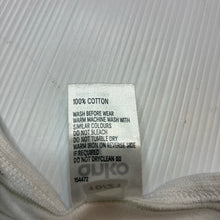 100% COTTON
WASH BEFORE WEAR
WARM MACHINE WASH WITH
SIMILAR COLOURS
DO NOT BLEACH
DO NOT TUMBLE DRY
WARM IRON ON REVERSE SIDE
IF REQUIRED
DO NOT DRYCLEAN
154472